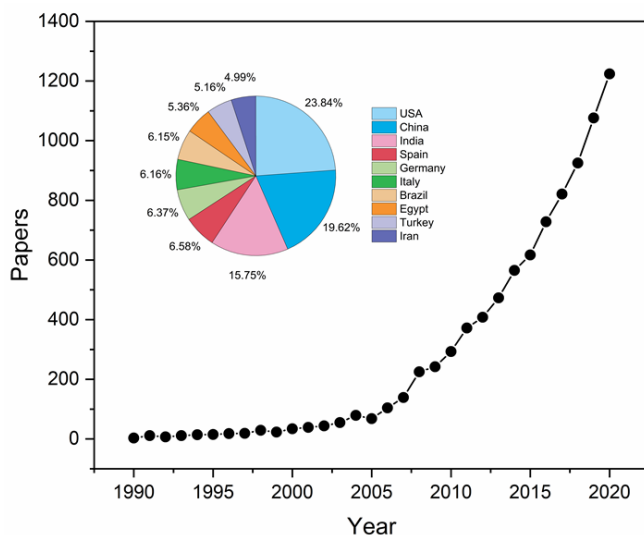 1400
1200
1000
800
600
400
200
0
Papers
4.99%
5.16%
5.36%
6.15%
6.16%
6.37%
6.58%
15.75%
19.62%
23.84%
USA
China
India
Spain
Germany
Italy
Brazil
Egypt
Turkey
Iran
1990 1995 2000 2005 2010 2015 2020
Year